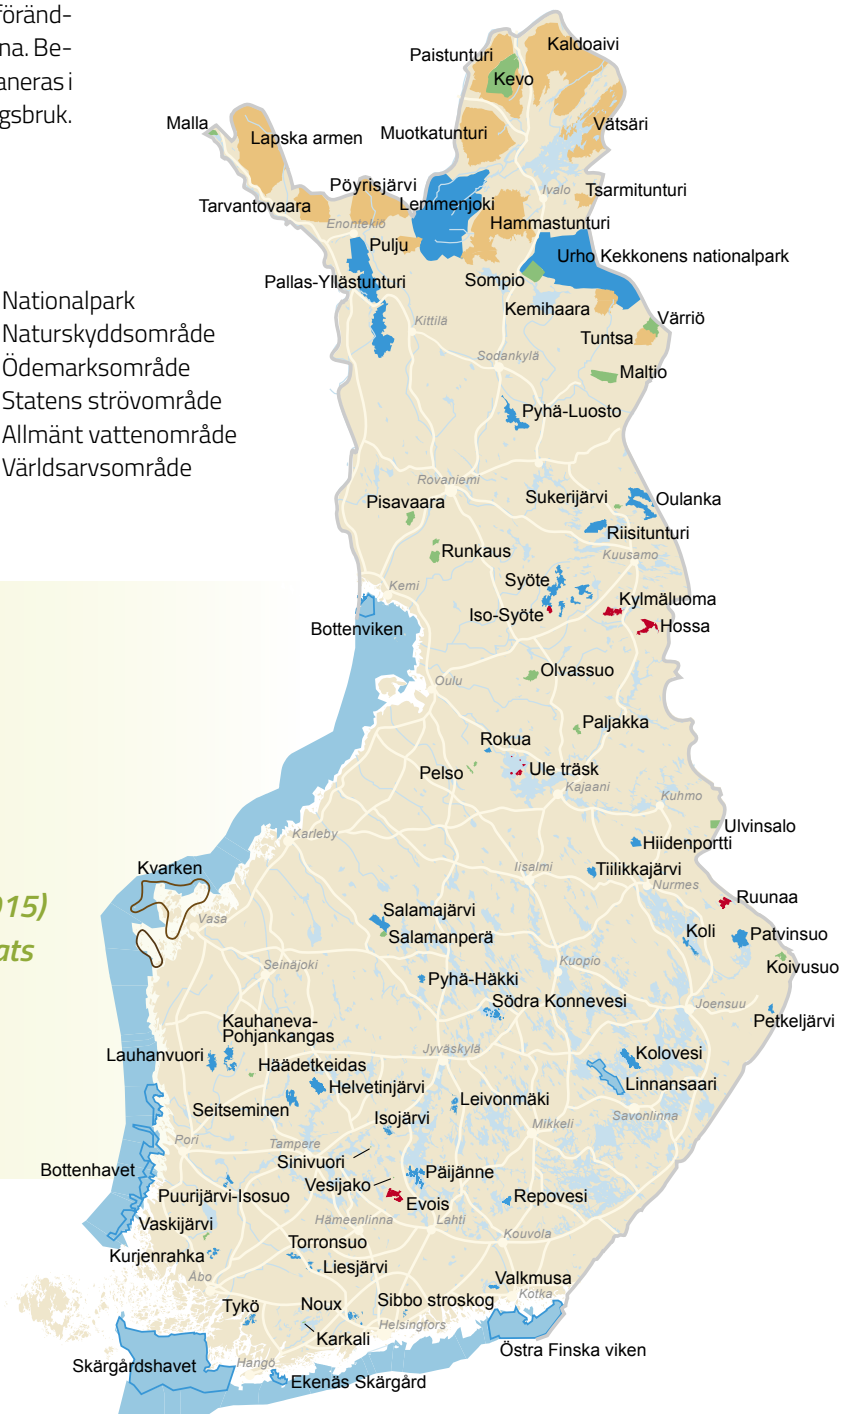 föränd-
na. Be-
aneras i
gsbruk.
Nationalpark
Naturskyddsområde
Ödemarksområde
Statens strövområde
Allmänt vattenområde
Världsarvsområde
015)
ats
Kaldoaivi
Paistunturi
Kevo
Malla
Lapska armen
Muotkatunturi
Vätsäri
Pöyrisjärvi
Ivalo
Tsarmitunturi
Tarvantovaara
Lemmenjoki
Enontekiö
Hammastunturi
Pulju
Urho Kekkonens nationalpark
Pallas-Yllästunturi
Sompio
Kemihaara
Kittilä
Värriö
Tuntsa
Sodankylä
Maltio
Pyhä-Luosto
Rovaniemi
Pisavaara
Sukerijärvi
Oulanka
Riisitunturi
Runkaus
Kuusamo
Kemi
Syöte
Iso-Syöte
Kylmäluoma
Bottenviken
Hossa
Olvassuo
Oulu
Paljakka
Rokua
Pelso
Ule träsk
Kajaani
Kuhmo
Karleby
Ulvinsalo
Hiidenportti
Kvarken
Iisalmi
Tiilikkajärvi
Nurmes
Ruunaa
Vasa
Salamajärvi
Salamanperä
Koli
Patvinsuo
Seinäjoki
Kuopio
Koivusuo
Pyhä-Häkki
Södra Konnevesi
Joensuu
Petkeljärvi
Kauhaneva-
Pohjankangas
Lauhanvuori
Jyväskylä
Kolovesi
Häädetkeidas
Linnansaari
Helvetinjärvi
Leivonmäki
Seitseminen
Isojärvi
Savonlinna
Mikkeli
Pori
Tampere
Sinivuori
Bottenhavet
Päijänne
Vesijako
Puurijärvi-Isosuo
Evois
Repovesi
Vaskijärvi
Hämeenlinna
Lahti
Kouvola
Kurjenrahka
Torronsuo
Liesjärvi
Åbo
Valkmusa
Kotka
Tykö
Noux
Sibbo stroskog
Helsingfors
Karkali
Östra Finska viken
Skärgårdshavet
Hangö
Ekenäs Skärgård